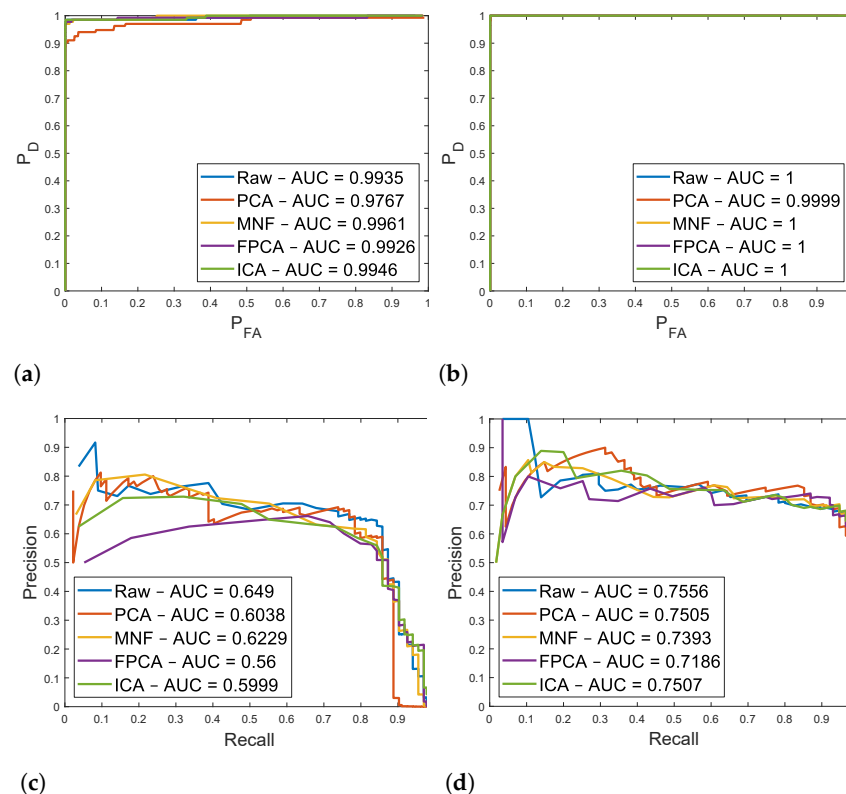 1
0.9
0.8
0.7
0.6
0.5
0.4
0.3
0.2
0.1
0
P_D
Raw – AUC = 0.9935
PCA – AUC = 0.9767
MNF – AUC = 0.9961
FPCA – AUC = 0.9926
ICA – AUC = 0.9946
0 0.1 0.2 0.3 0.4 0.5 0.6 0.7 0.8 0.9 1
P_FA
(a)
1
0.9
0.8
0.7
0.6
0.5
0.4
0.3
0.2
0.1
0
P_D
Raw – AUC = 1
PCA – AUC = 0.9999
MNF – AUC = 1
FPCA – AUC = 1
ICA – AUC = 1
0 0.1 0.2 0.3 0.4 0.5 0.6 0.7 0.8 0.9
P_FA
(b)
1
0.9
0.8
0.7
0.6
0.5
0.4
0.3
0.2
0.1
0
Precision
Raw – AUC = 0.649
PCA – AUC = 0.6038
MNF – AUC = 0.6229
FPCA – AUC = 0.56
ICA – AUC = 0.5999
0 0.1 0.2 0.3 0.4 0.5 0.6 0.7 0.8 0.9
Recall
(c)
1
0.9
0.8
0.7
0.6
0.5
0.4
0.3
0.2
0.1
0
Precision
Raw – AUC = 0.7556
PCA – AUC = 0.7505
MNF – AUC = 0.7393
FPCA – AUC = 0.7186
ICA – AUC = 0.7507
0 0.1 0.2 0.3 0.4 0.5 0.6 0.7 0.8 0.9
Recall
(d)